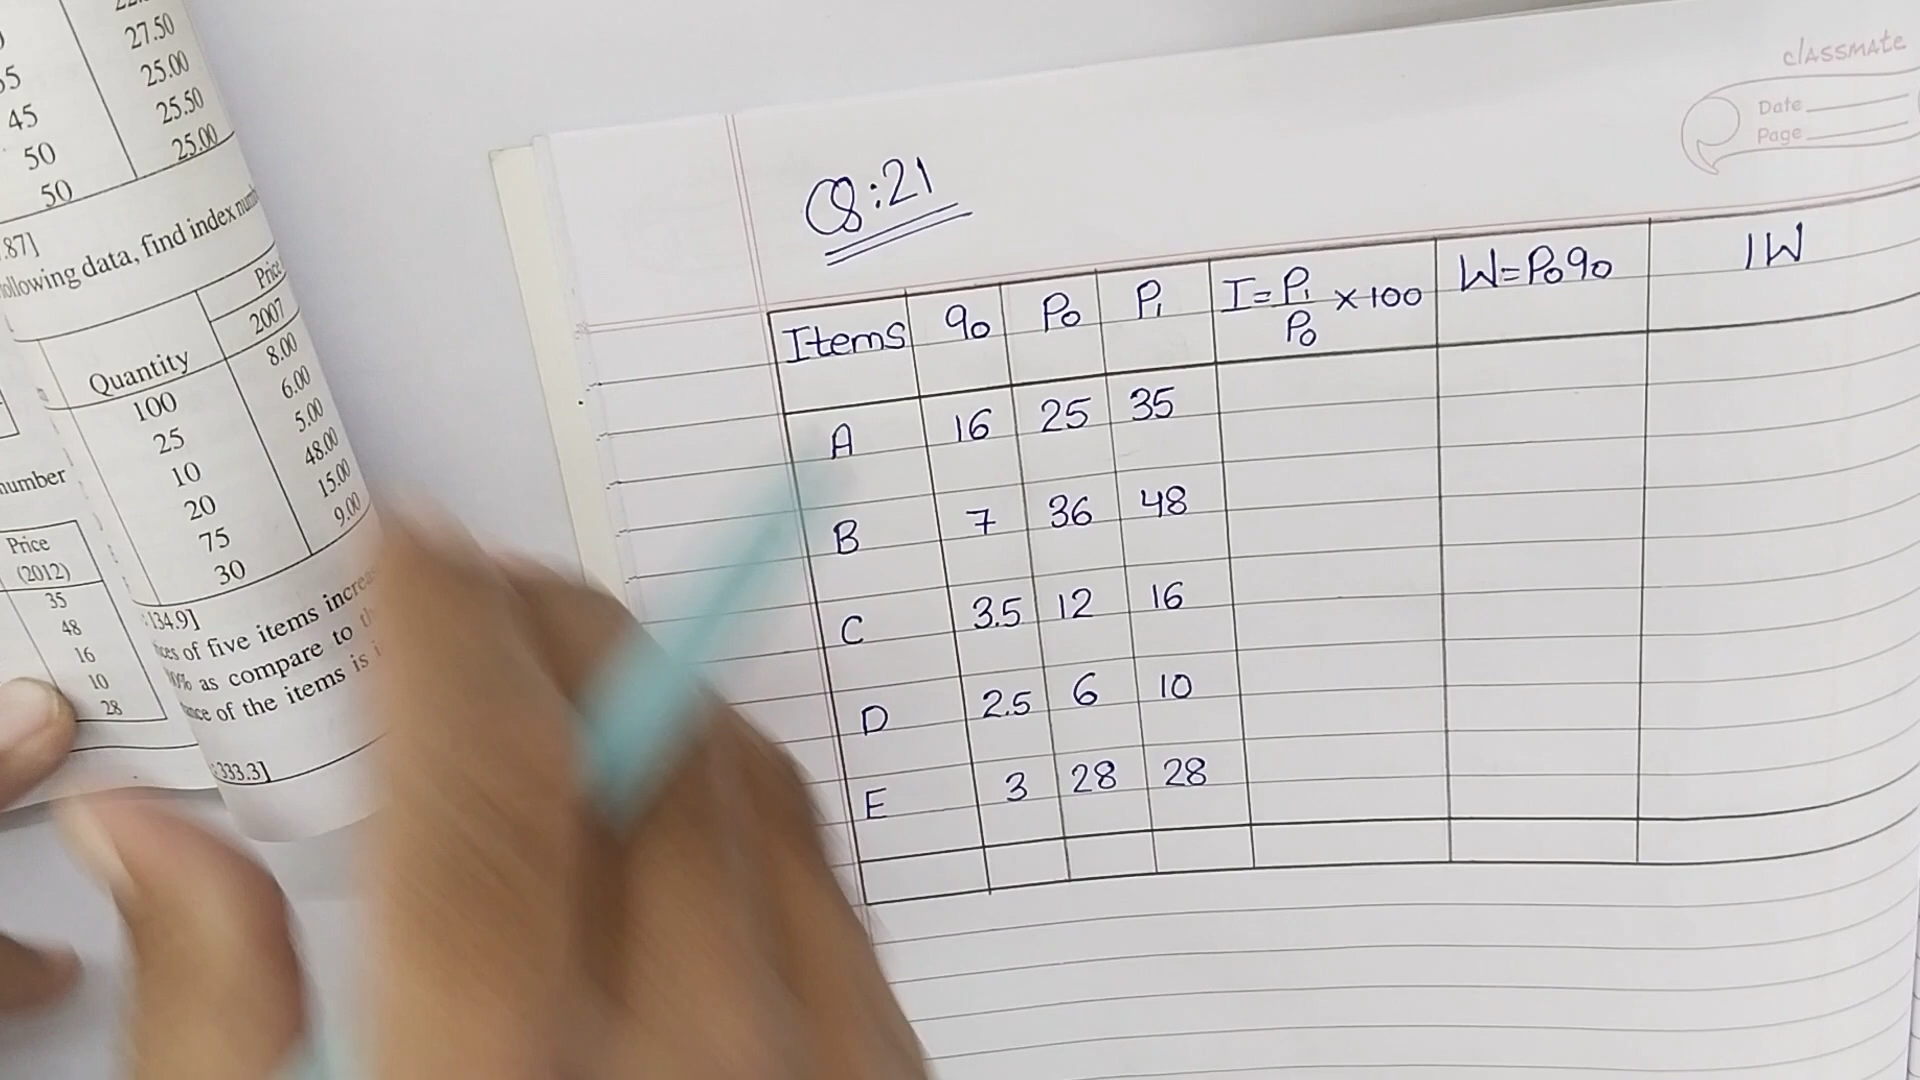 27.50
25.00
45 25.50
50 25.00
50
.87]
following data, find index
Quantity 2007
100 8.00
25 6.00
10 5.00
20 48.00
75 15.00
30 9.00
number
Price
(2012)
35
48
16
10
28
134.9]
of five items
as compare to
of the items is
333.3]
classmate
Date
Page
Q:21
Items q0 P0 P1 I=P1/P0 × 100 W=P0q0 IW
A 16 25 35
B 7 36 48
C 3.5 12 16
D 2.5 6 10
E 3 28 28